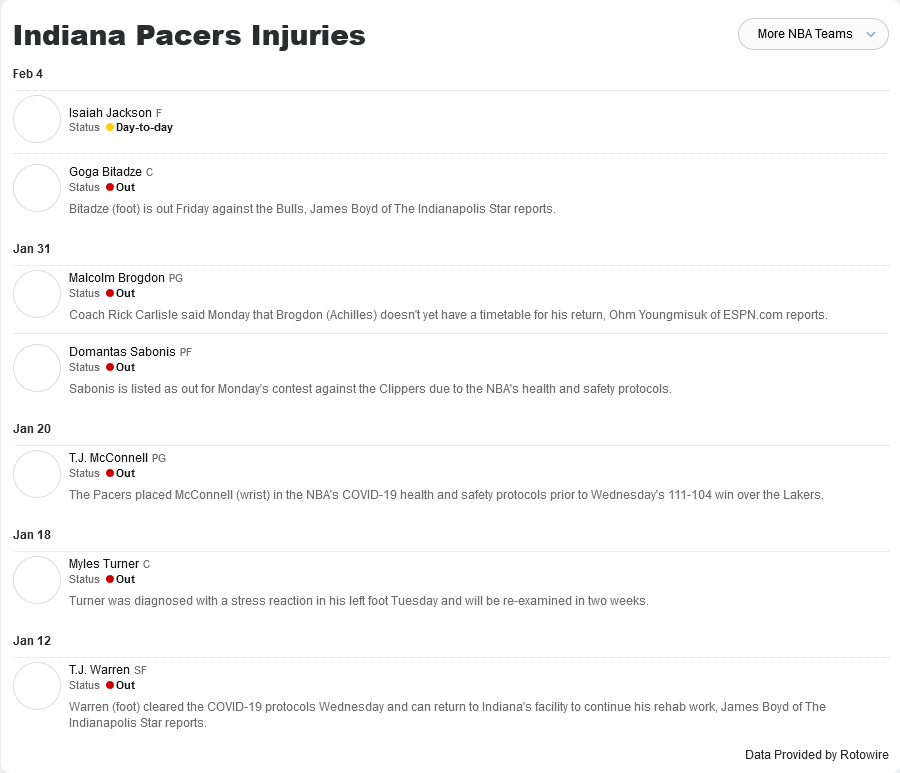 Indiana Pacers Injuries
More NBA Teams
Feb 4
Isaiah Jackson F
Status Day-to-day
Goga Bitadze C
Status Out
Bitadze (foot) is out Friday against the Bulls, James Boyd of The Indianapolis Star reports.
Jan 31
Malcolm Brogdon PG
Status Out
Coach Rick Carlisle said Monday that Brogdon (Achilles) doesn't yet have a timetable for his return, Ohm Youngmisuk of ESPN.com reports.
Domantas Sabonis PF
Status Out
Sabonis is listed as out for Monday's contest against the Clippers due to the NBA's health and safety protocols.
Jan 20
T.J. McConnell PG
Status Out
The Pacers placed McConnell (wrist) in the NBA's COVID-19 health and safety protocols prior to Wednesday's 111-104 win over the Lakers.
Jan 18
Myles Turner C
Status Out
Turner was diagnosed with a stress reaction in his left foot Tuesday and will be re-examined in two weeks.
Jan 12
T.J. Warren SF
Status Out
Warren (foot) cleared the COVID-19 protocols Wednesday and can return to Indiana's facility to continue his rehab work, James Boyd of The
Indianapolis Star reports.
Data Provided by Rotowire